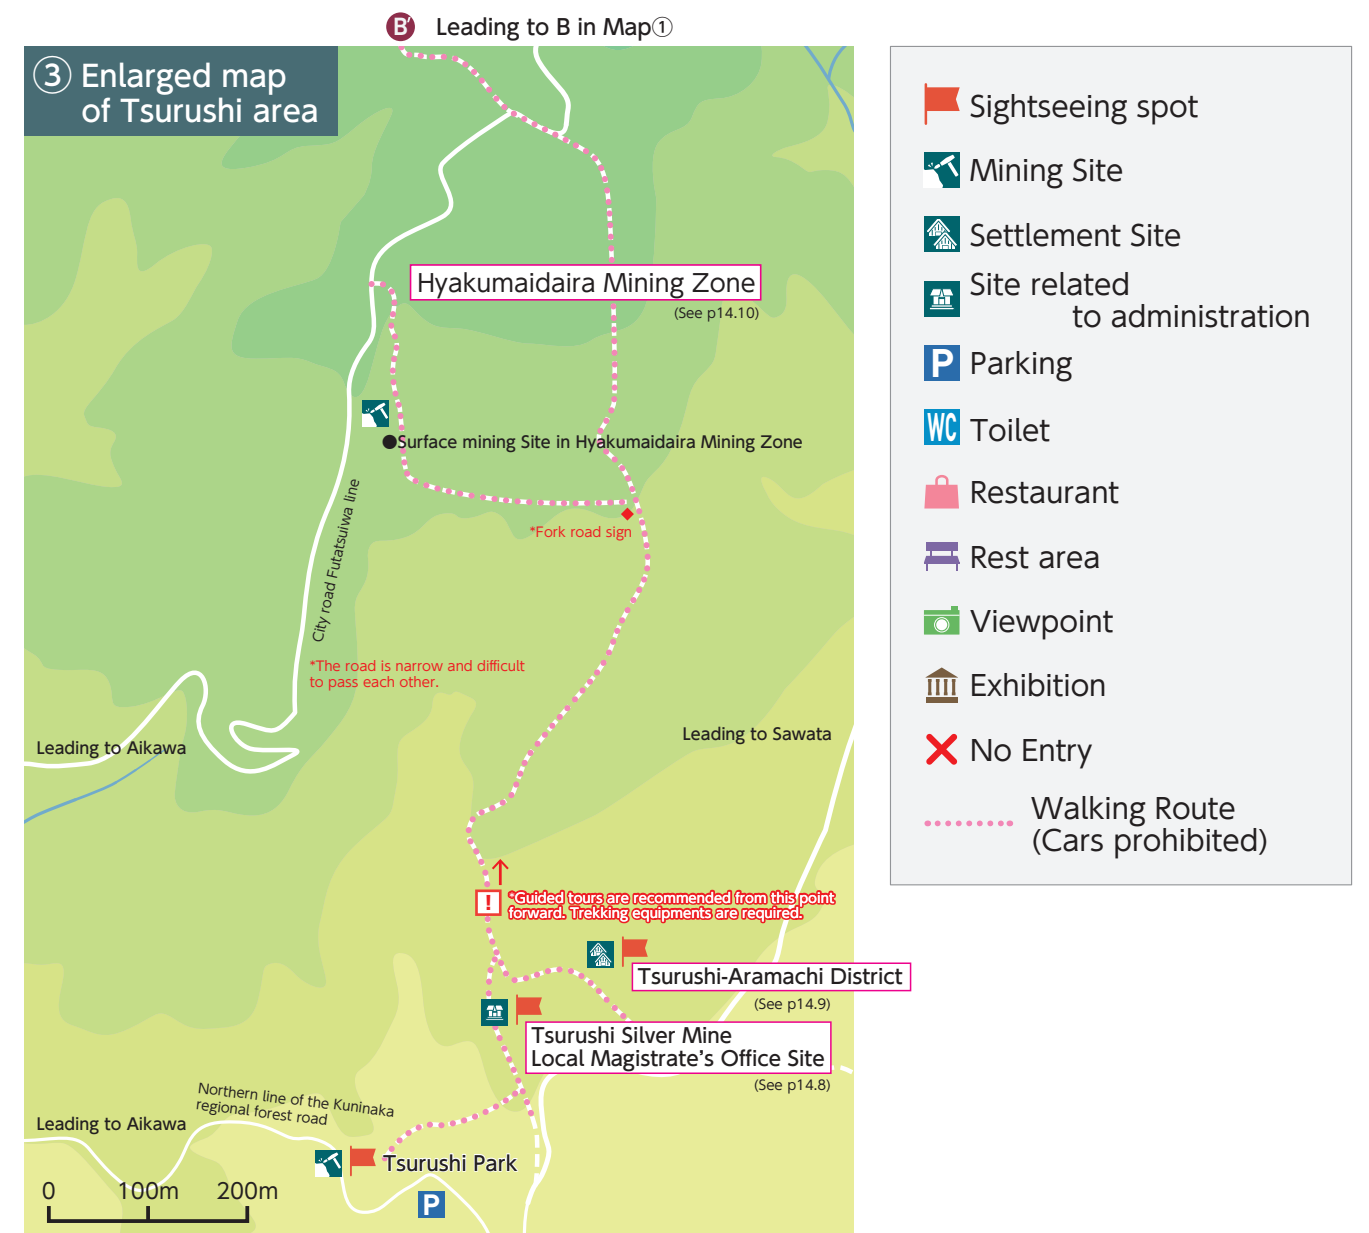 B' Leading to B in Map①
③ Enlarged map
of Tsurushi area
Hyakumaidaira Mining Zone
(See p14.10)
●Surface mining Site in Hyakumaidaira Mining Zone
*Fork road sign
City road Futatsuiwa line
*The road is narrow and difficult
to pass each other.
Leading to Aikawa
Leading to Sawata
!
*Guided tours are recommended from this point
forward. Trekking equipments are required.
Tsurushi-Aramachi District
(See p14.9)
Tsurushi Silver Mine
Local Magistrate's Office Site
(See p14.8)
Northern line of the Kuninaka
regional forest road
Leading to Aikawa
Tsurushi Park
P
0 100m 200m
Sightseeing spot
Mining Site
Settlement Site
Site related
to administration
P Parking
WC Toilet
Restaurant
Rest area
Viewpoint
Exhibition
No Entry
Walking Route
(Cars prohibited)